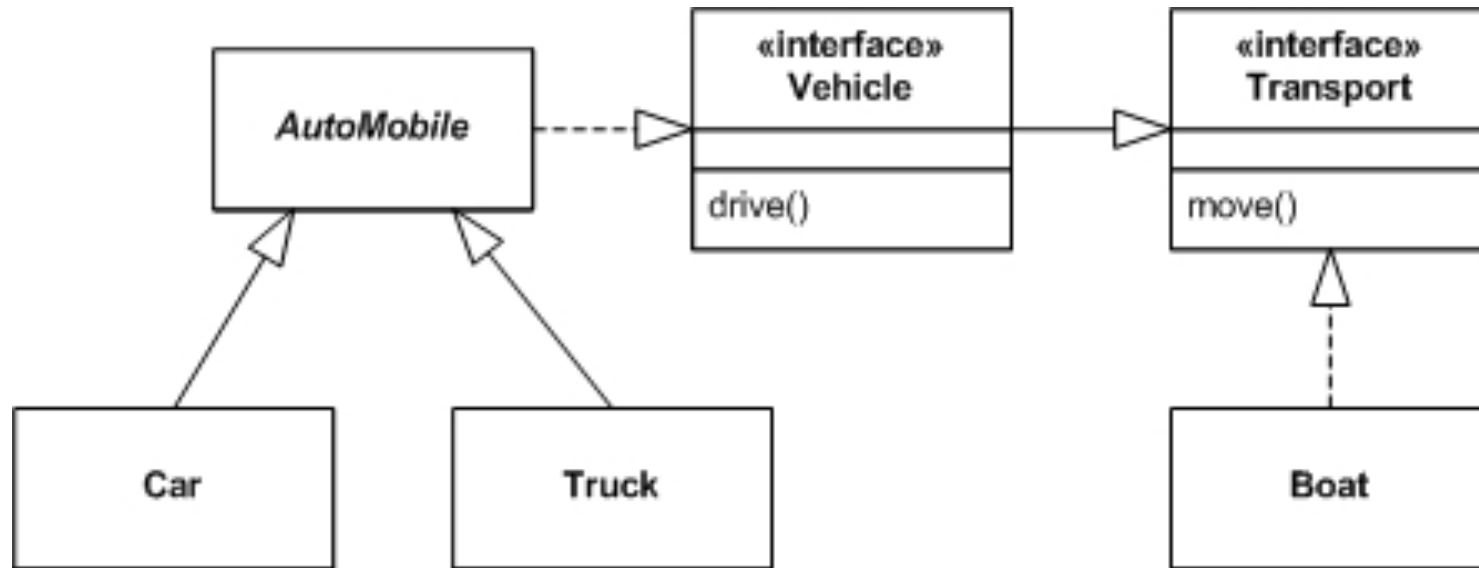 AutoMobile
«interface»
Vehicle
drive()
«interface»
Transport
move()
Car
Truck
Boat